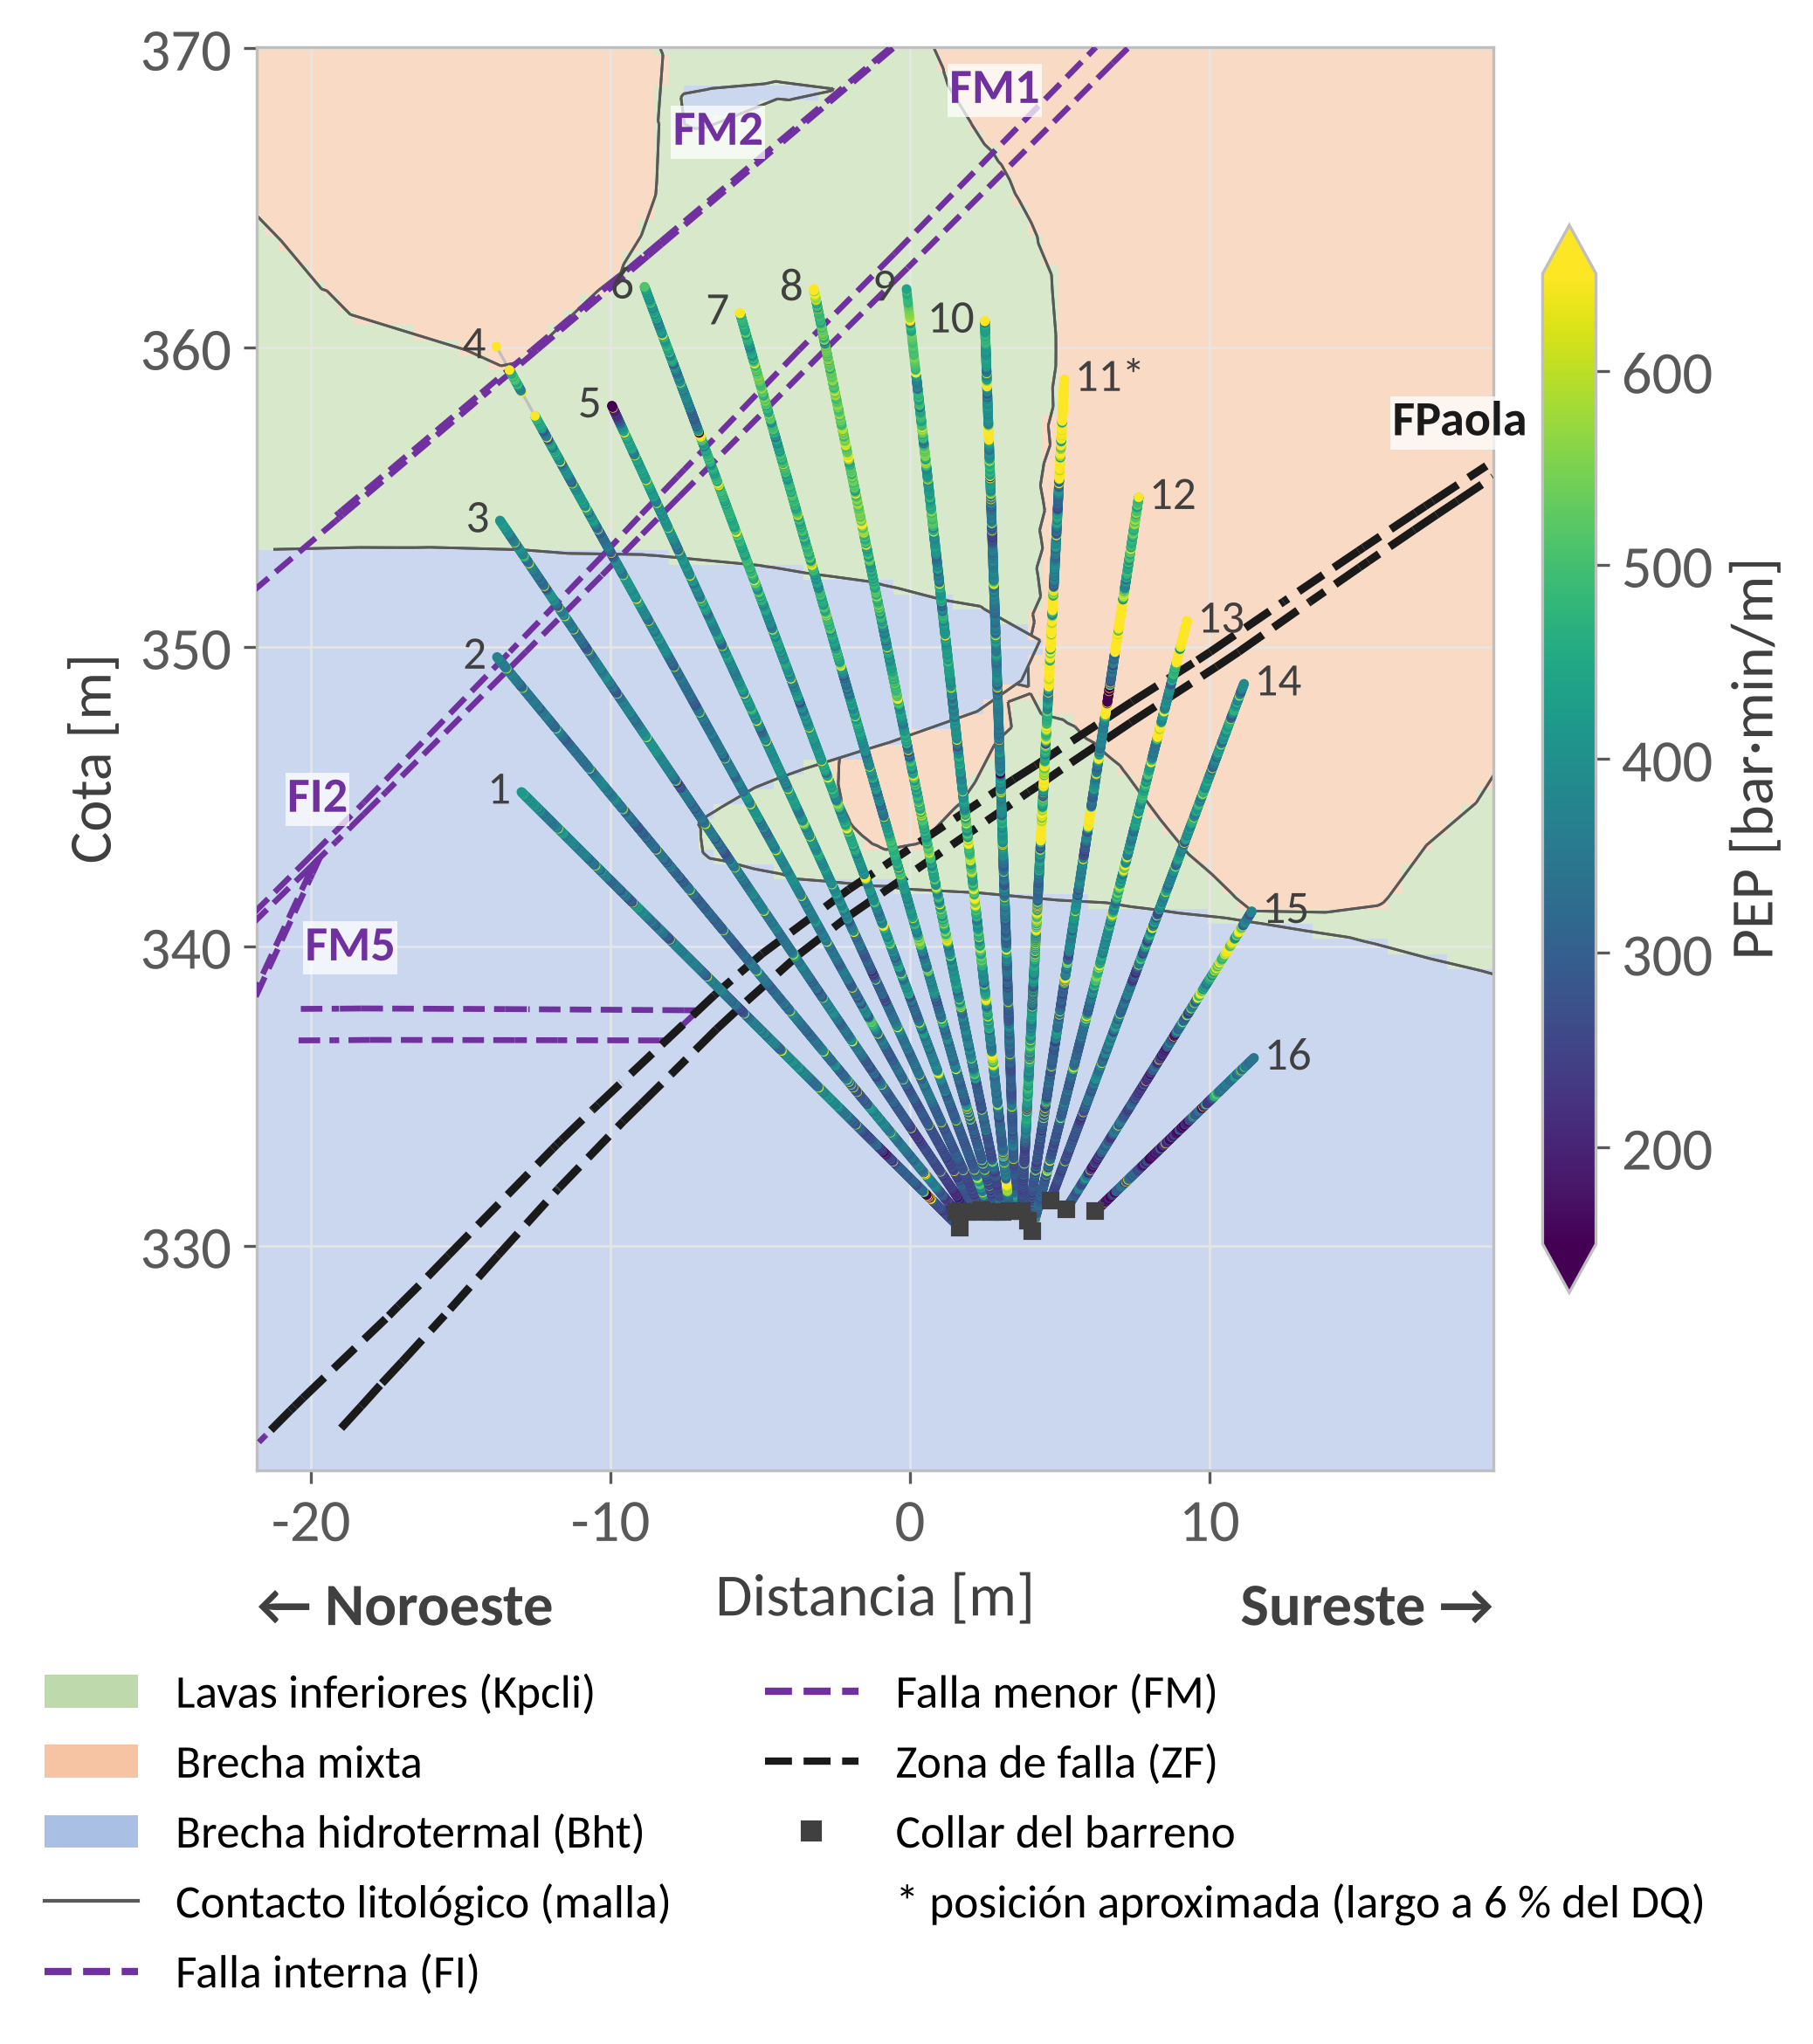 370
360
350
340
330
Cota [m]
FM1
FM2
6
7
8
9
10
4
5
11*
FPaola
3
12
13
2
14
FI2
1
15
FM5
16
600
500
400
300
200
PEP [bar·min/m]
-20
-10
0
10
← Noroeste
Distancia [m]
Sureste →
Lavas inferiores (Kpcli)
Brecha mixta
Brecha hidrotermal (Bht)
Contacto litológico (malla)
Falla interna (FI)
Falla menor (FM)
Zona de falla (ZF)
Collar del barreno
* posición aproximada (largo a 6 % del DQ)